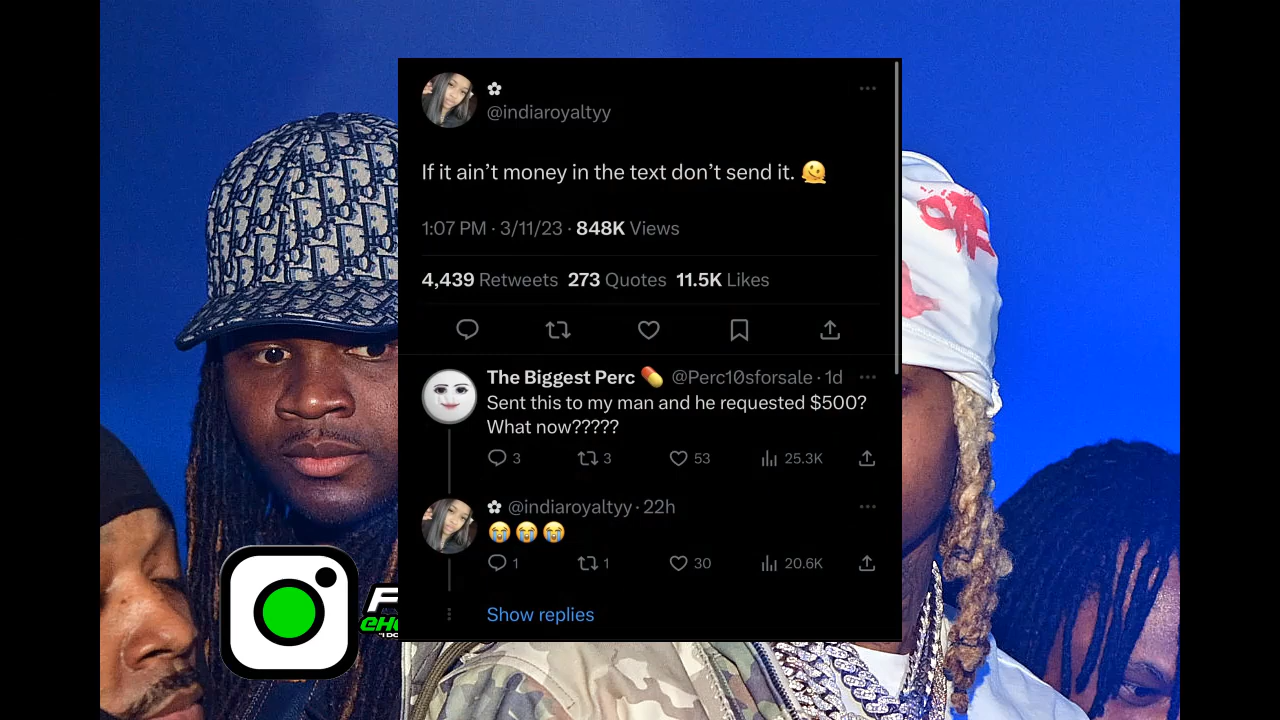 ✿
@indiaroyaltyy
If it ain’t money in the text don’t send it. 🫠
1:07 PM · 3/11/23 · 848K Views
4,439 Retweets 273 Quotes 11.5K Likes
The Biggest Perc 💊 @Perc10sforsale · 1d
Sent this to my man and he requested $500?
What now?????
3 3 53 25.3K
✿ @indiaroyaltyy · 22h
😭😭😭
1 1 30 20.6K
Show replies